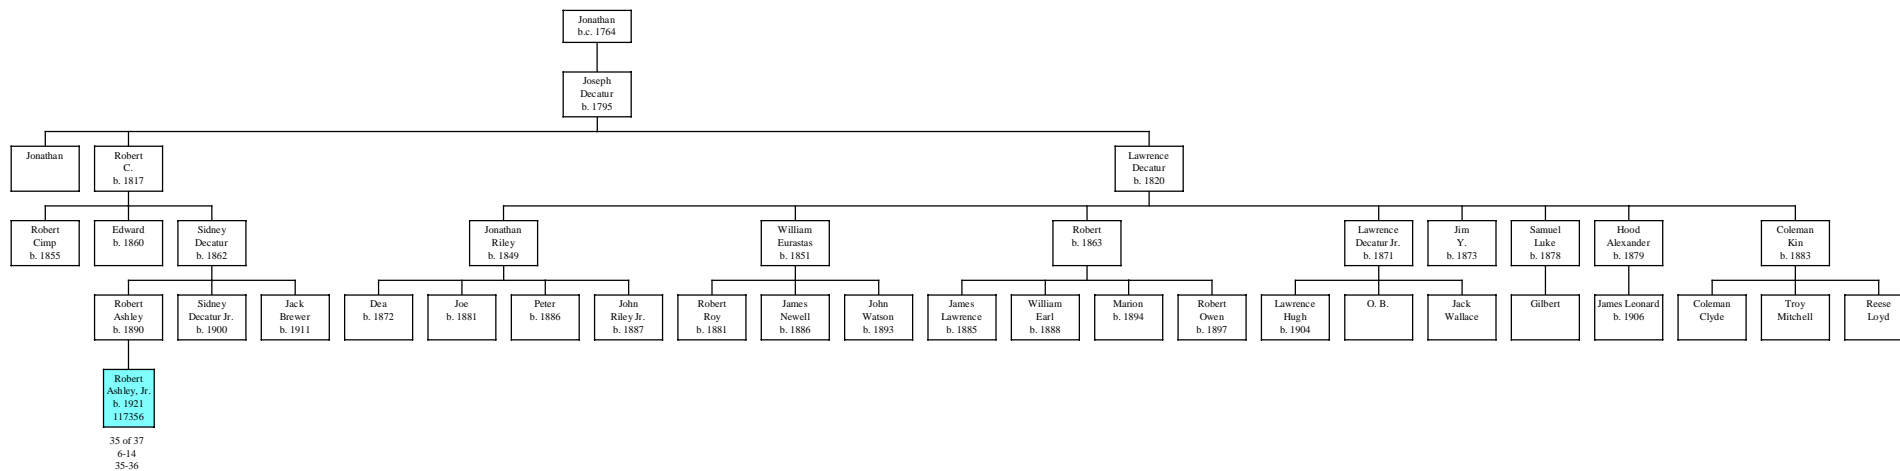 Jonathan
b.c. 1764
Joseph
Decatur
b. 1795
Jonathan
Robert
C.
b. 1817
Lawrence
Decatur
b. 1820
Robert
Cimp
b. 1855
Edward
b. 1860
Sidney
Decatur
b. 1862
Jonathan
Riley
b. 1849
William
Eurastas
b. 1851
Robert
b. 1863
Lawrence
Decatur Jr.
b. 1871
Jim
Y.
b. 1873
Samuel
Luke
b. 1878
Hood
Alexander
b. 1879
Coleman
Kin
b. 1883
Robert
Ashley
b. 1890
Sidney
Decatur Jr.
b. 1900
Jack
Brewer
b. 1911
Dea
b. 1872
Joe
b. 1881
Peter
b. 1886
John
Riley Jr.
b. 1887
Robert
Roy
b. 1881
James
Newell
b. 1886
John
Watson
b. 1893
James
Lawrence
b. 1885
William
Earl
b. 1888
Marion
b. 1894
Robert
Owen
b. 1897
Lawrence
Hugh
b. 1904
O. B.
Jack
Wallace
Gilbert
James Leonard
b. 1906
Coleman
Clyde
Troy
Mitchell
Reese
Loyd
Robert
Ashley, Jr.
b. 1921
117356
35 of 37
6-14
35-36